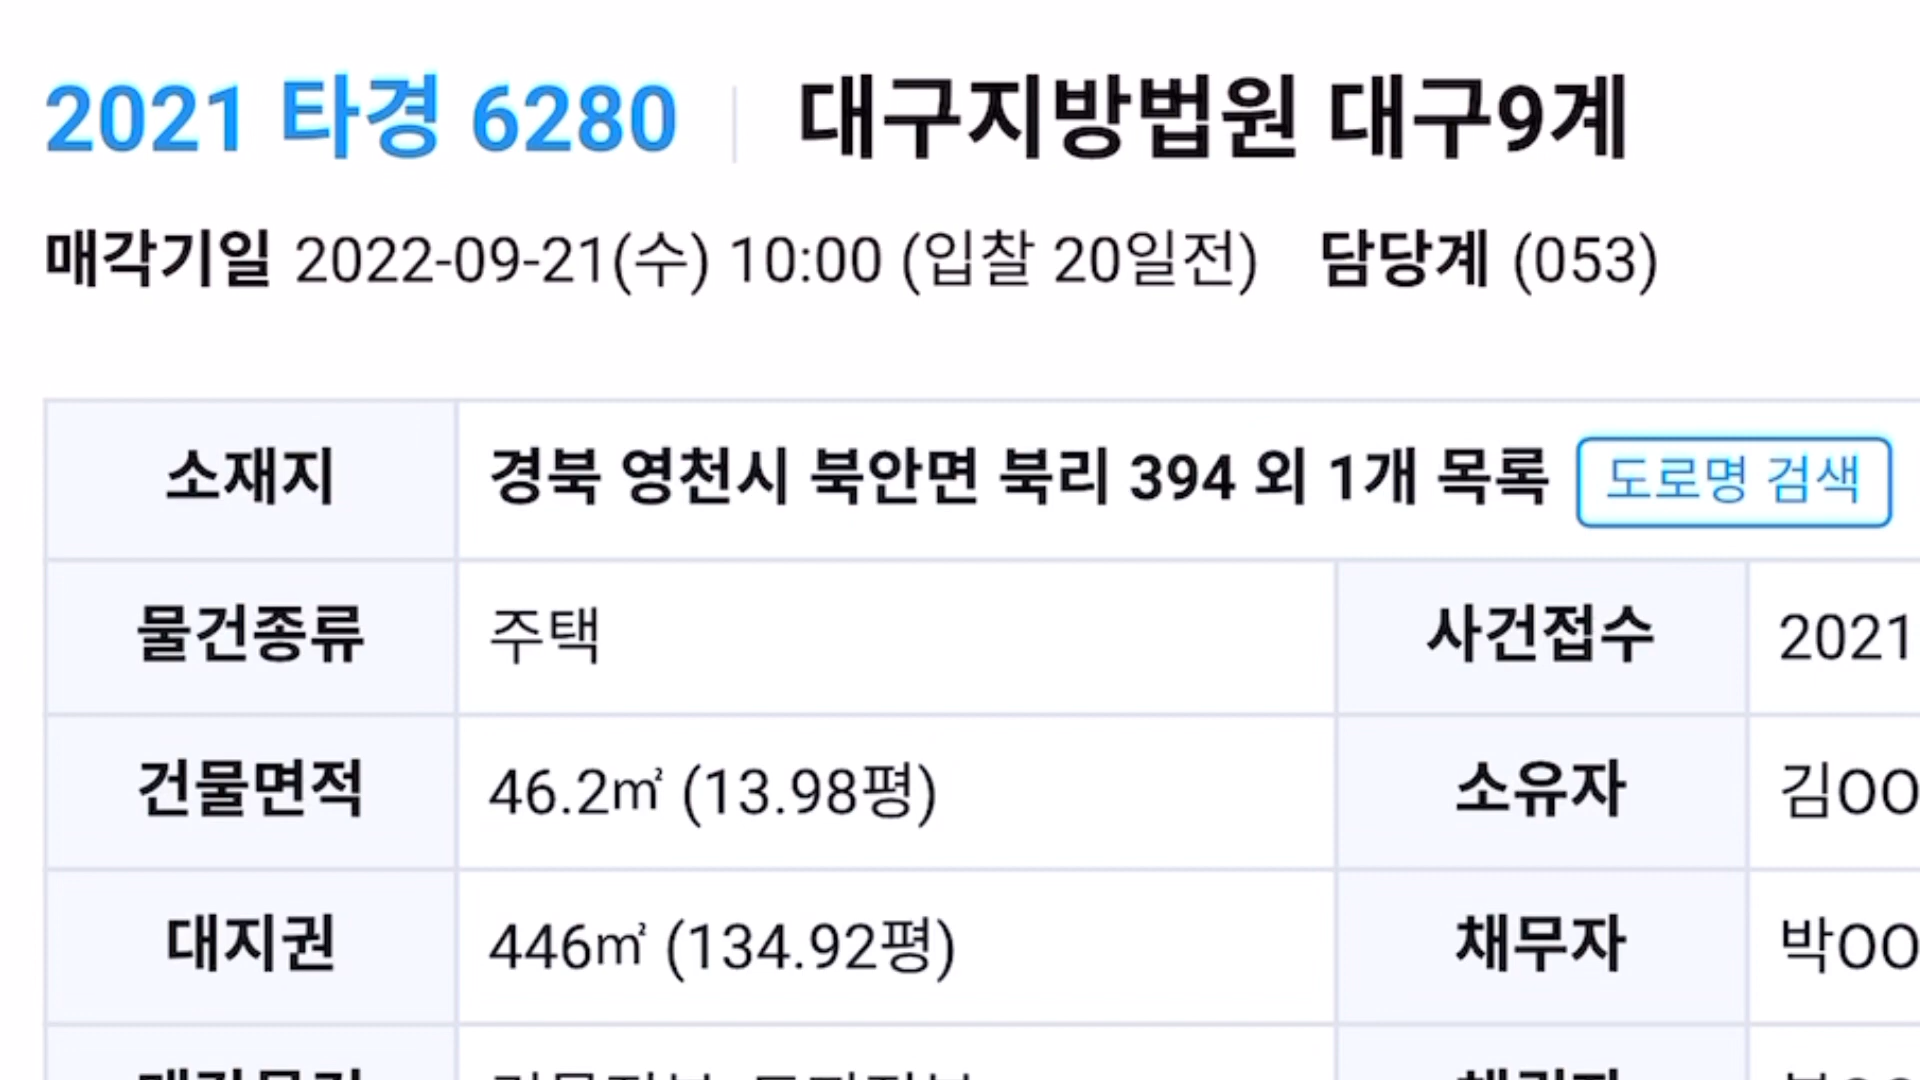 2021 타경 6280 대구지방법원 대구9계
매각기일 2022-09-21(수) 10:00 (입찰 20일전) 담당계 (053)
소재지 경북 영천시 북안면 북리 394 외 1개 목록 도로명 검색
물건종류 주택 사건접수 2021
건물면적 46.2㎡ (13.98평) 소유자 김OO
대지권 446㎡ (134.92평) 채무자 박OO